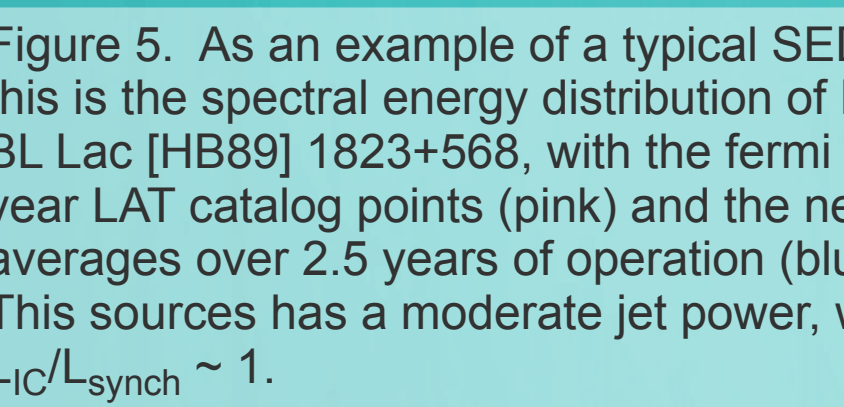 Figure 5. As an example of a typical SED
this is the spectral energy distribution of
BL Lac [HB89] 1823+568, with the fermi
year LAT catalog points (pink) and the ne
averages over 2.5 years of operation (blu
This sources has a moderate jet power,
L_IC/L_synch ~ 1.